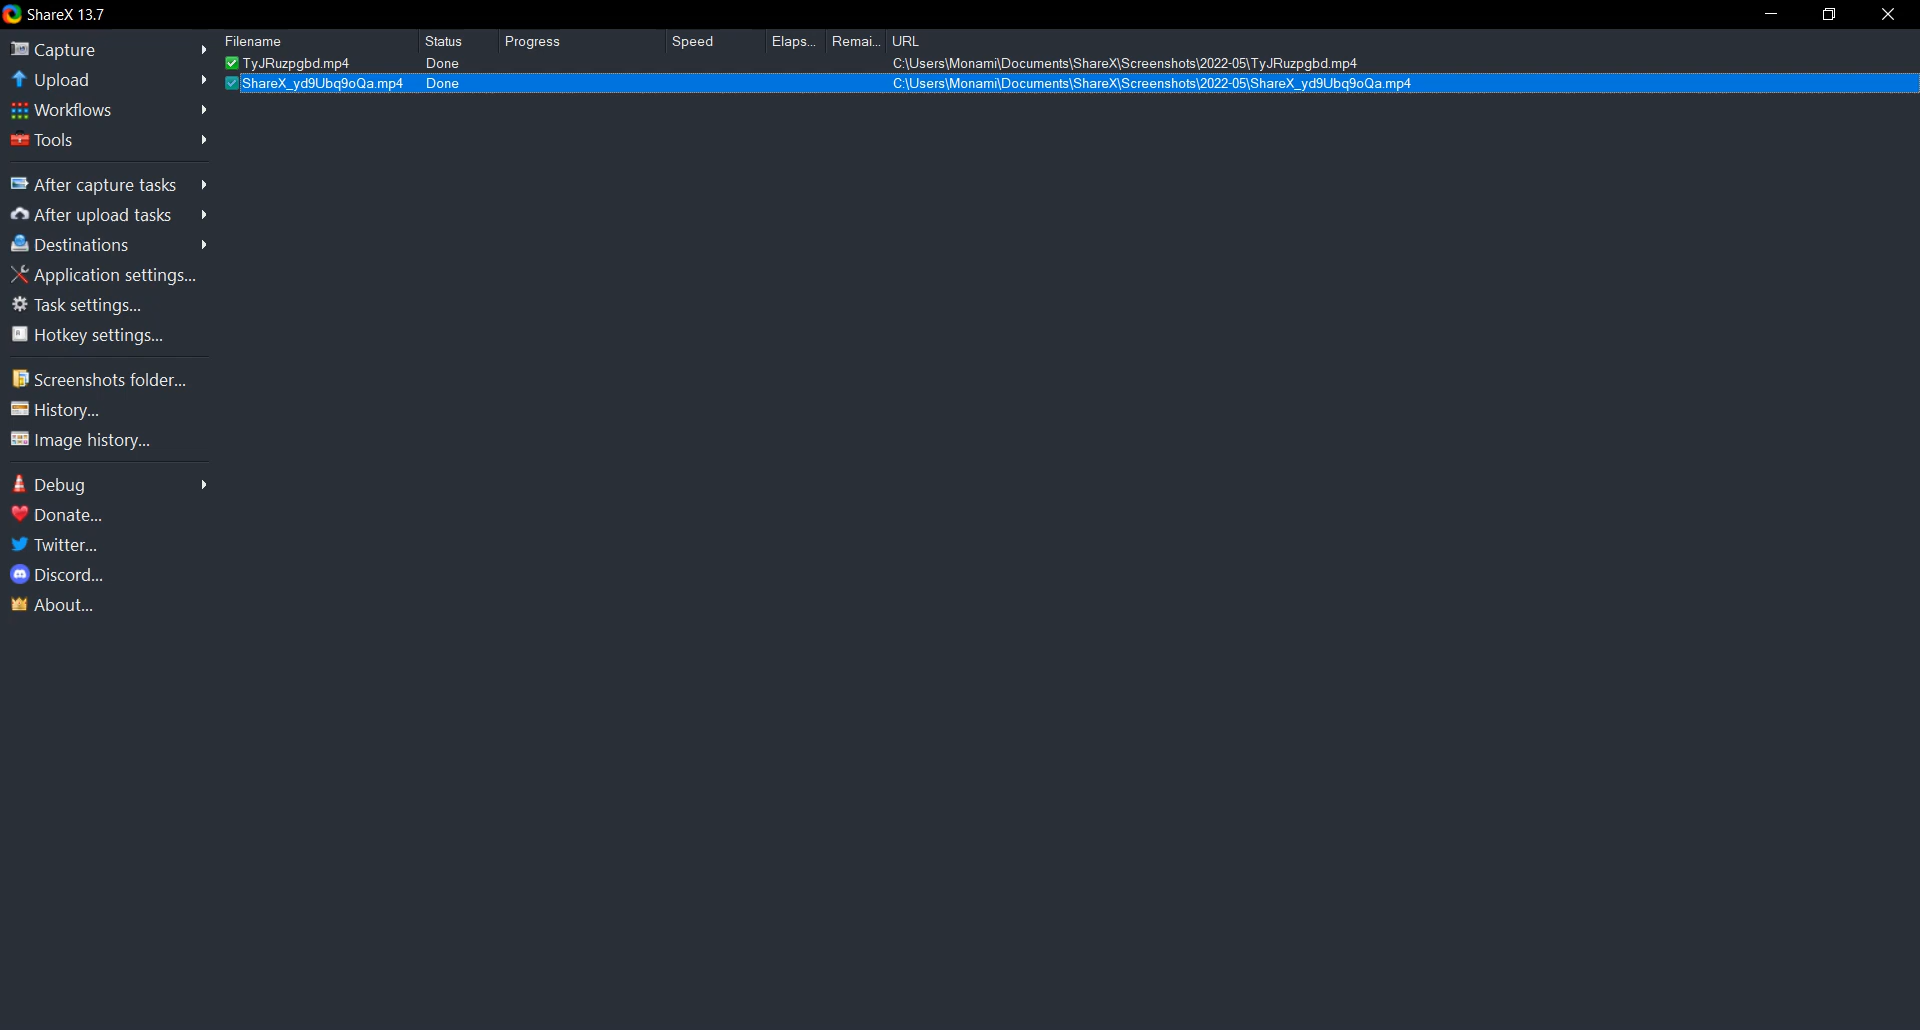 ShareX 13.7
Capture
Upload
Workflows
Tools
After capture tasks
After upload tasks
Destinations
Application settings...
Task settings...
Hotkey settings...
Screenshots folder...
History...
Image history...
Debug
Donate...
Twitter...
Discord...
About...
Filename Status Progress Speed Elaps... Remai... URL
TyJRuzpgbd.mp4 Done C:\Users\Monami\Documents\ShareX\Screenshots\2022-05\TyJRuzpgbd.mp4
ShareX_yd9Ubq9oQa.mp4 Done C:\Users\Monami\Documents\ShareX\Screenshots\2022-05\ShareX_yd9Ubq9oQa.mp4